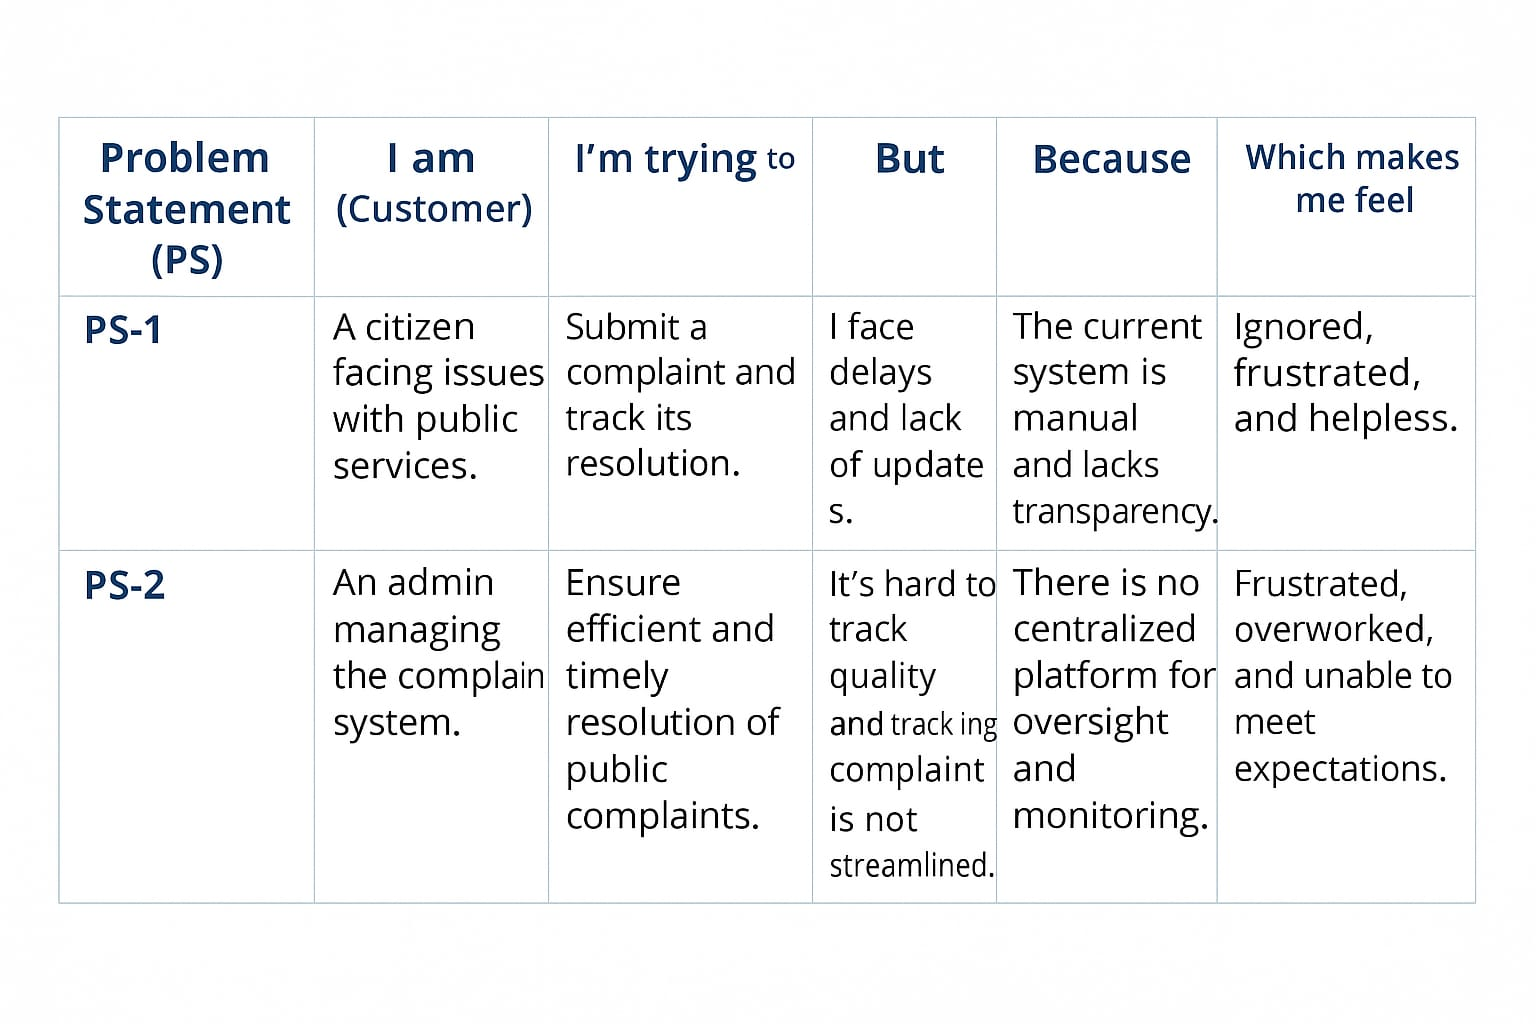 Problem
Statement
(PS)
I am
(Customer)
I'm trying to
But
Because
Which makes
me feel
PS-1
A citizen
facing issues
with public
services.
Submit a
complaint and
track its
resolution.
I face
delays
and lack
of update
s.
The current
system is
manual
and lacks
transparency.
Ignored,
frustrated,
and helpless.
PS-2
An admin
managing
the complain
system.
Ensure
efficient and
timely
resolution of
public
complaints.
It's hard to
track
quality
and track ing
complaint
is not
streamlined.
There is no
centralized
platform for
oversight
and
monitoring.
Frustrated,
overworked,
and unable to
meet
expectations.